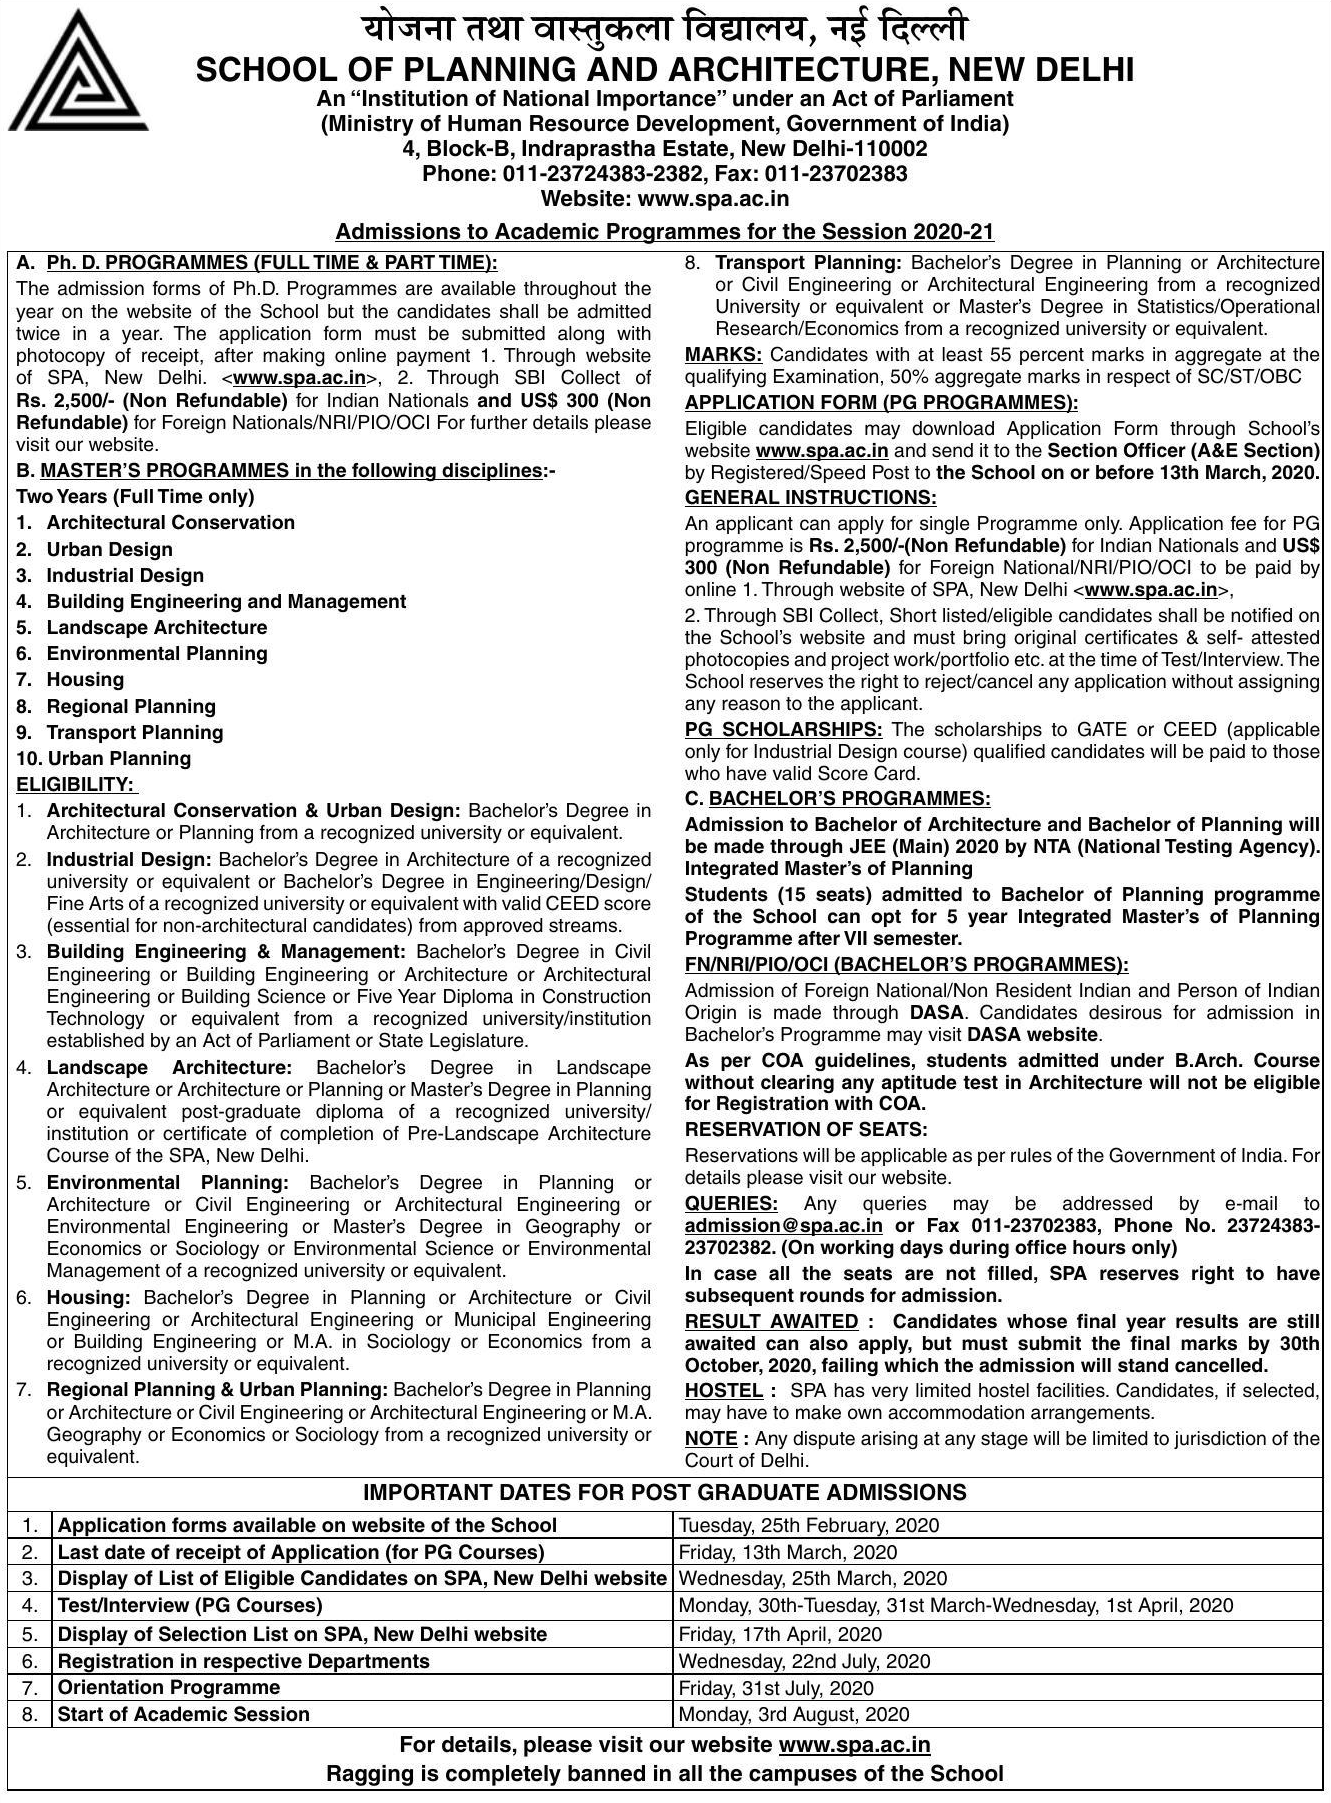 योजना तथा वास्तुकला विद्यालय, नई दिल्ली
SCHOOL OF PLANNING AND ARCHITECTURE, NEW DELHI
An “Institution of National Importance” under an Act of Parliament
(Ministry of Human Resource Development, Government of India)
4, Block-B, Indraprastha Estate, New Delhi-110002
Phone: 011-23724383-2382, Fax: 011-23702383
Website: www.spa.ac.in
Admissions to Academic Programmes for the Session 2020-21
A. Ph. D. PROGRAMMES (FULL TIME & PART TIME):
The admission forms of Ph.D. Programmes are available throughout the
year on the website of the School but the candidates shall be admitted
twice in a year. The application form must be submitted along with
photocopy of receipt, after making online payment 1. Through website
of SPA, New Delhi. <www.spa.ac.in>, 2. Through SBI Collect of
Rs. 2,500/- (Non Refundable) for Indian Nationals and US$ 300 (Non
Refundable) for Foreign Nationals/NRI/PIO/OCI For further details please
visit our website.
B. MASTER’S PROGRAMMES in the following disciplines:-
Two Years (Full Time only)
1. Architectural Conservation
2. Urban Design
3. Industrial Design
4. Building Engineering and Management
5. Landscape Architecture
6. Environmental Planning
7. Housing
8. Regional Planning
9. Transport Planning
10. Urban Planning
ELIGIBILITY:
1. Architectural Conservation & Urban Design: Bachelor’s Degree in
Architecture or Planning from a recognized university or equivalent.
2. Industrial Design: Bachelor’s Degree in Architecture of a recognized
university or equivalent or Bachelor’s Degree in Engineering/Design/
Fine Arts of a recognized university or equivalent with valid CEED score
(essential for non-architectural candidates) from approved streams.
3. Building Engineering & Management: Bachelor’s Degree in Civil
Engineering or Building Engineering or Architecture or Architectural
Engineering or Building Science or Five Year Diploma in Construction
Technology or equivalent from a recognized university/institution
established by an Act of Parliament or State Legislature.
4. Landscape Architecture: Bachelor’s Degree in Landscape
Architecture or Architecture or Planning or Master’s Degree in Planning
or equivalent post-graduate diploma of a recognized university/
institution or certificate of completion of Pre-Landscape Architecture
Course of the SPA, New Delhi.
5. Environmental Planning: Bachelor’s Degree in Planning or
Architecture or Civil Engineering or Architectural Engineering or
Environmental Engineering or Master’s Degree in Geography or
Economics or Sociology or Environmental Science or Environmental
Management of a recognized university or equivalent.
6. Housing: Bachelor’s Degree in Planning or Architecture or Civil
Engineering or Architectural Engineering or Municipal Engineering
or Building Engineering or M.A. in Sociology or Economics from a
recognized university or equivalent.
7. Regional Planning & Urban Planning: Bachelor’s Degree in Planning
or Architecture or Civil Engineering or Architectural Engineering or M.A.
Geography or Economics or Sociology from a recognized university or
equivalent.
8. Transport Planning: Bachelor’s Degree in Planning or Architecture
or Civil Engineering or Architectural Engineering from a recognized
University or equivalent or Master’s Degree in Statistics/Operational
Research/Economics from a recognized university or equivalent.
MARKS: Candidates with at least 55 percent marks in aggregate at the
qualifying Examination, 50% aggregate marks in respect of SC/ST/OBC
APPLICATION FORM (PG PROGRAMMES):
Eligible candidates may download Application Form through School’s
website www.spa.ac.in and send it to the Section Officer (A&E Section)
by Registered/Speed Post to the School on or before 13th March, 2020.
GENERAL INSTRUCTIONS:
An applicant can apply for single Programme only. Application fee for PG
programme is Rs. 2,500/-(Non Refundable) for Indian Nationals and US$
300 (Non Refundable) for Foreign National/NRI/PIO/OCI to be paid by
online 1. Through website of SPA, New Delhi <www.spa.ac.in>,
2. Through SBI Collect, Short listed/eligible candidates shall be notified on
the School’s website and must bring original certificates & self- attested
photocopies and project work/portfolio etc. at the time of Test/Interview. The
School reserves the right to reject/cancel any application without assigning
any reason to the applicant.
PG SCHOLARSHIPS: The scholarships to GATE or CEED (applicable
only for Industrial Design course) qualified candidates will be paid to those
who have valid Score Card.
C. BACHELOR’S PROGRAMMES:
Admission to Bachelor of Architecture and Bachelor of Planning will
be made through JEE (Main) 2020 by NTA (National Testing Agency).
Integrated Master’s of Planning
Students (15 seats) admitted to Bachelor of Planning programme
of the School can opt for 5 year Integrated Master’s of Planning
Programme after VII semester.
FN/NRI/PIO/OCI (BACHELOR’S PROGRAMMES):
Admission of Foreign National/Non Resident Indian and Person of Indian
Origin is made through DASA. Candidates desirous for admission in
Bachelor’s Programme may visit DASA website.
As per COA guidelines, students admitted under B.Arch. Course
without clearing any aptitude test in Architecture will not be eligible
for Registration with COA.
RESERVATION OF SEATS:
Reservations will be applicable as per rules of the Government of India. For
details please visit our website.
QUERIES: Any queries may be addressed by e-mail to
admission@spa.ac.in or Fax 011-23702383, Phone No. 23724383-
23702382. (On working days during office hours only)
In case all the seats are not filled, SPA reserves right to have
subsequent rounds for admission.
RESULT AWAITED : Candidates whose final year results are still
awaited can also apply, but must submit the final marks by 30th
October, 2020, failing which the admission will stand cancelled.
HOSTEL : SPA has very limited hostel facilities. Candidates, if selected,
may have to make own accommodation arrangements.
NOTE : Any dispute arising at any stage will be limited to jurisdiction of the
Court of Delhi.
IMPORTANT DATES FOR POST GRADUATE ADMISSIONS
1. Application forms available on website of the School Tuesday, 25th February, 2020
2. Last date of receipt of Application (for PG Courses) Friday, 13th March, 2020
3. Display of List of Eligible Candidates on SPA, New Delhi website Wednesday, 25th March, 2020
4. Test/Interview (PG Courses) Monday, 30th-Tuesday, 31st March-Wednesday, 1st April, 2020
5. Display of Selection List on SPA, New Delhi website Friday, 17th April, 2020
6. Registration in respective Departments Wednesday, 22nd July, 2020
7. Orientation Programme Friday, 31st July, 2020
8. Start of Academic Session Monday, 3rd August, 2020
For details, please visit our website www.spa.ac.in
Ragging is completely banned in all the campuses of the School